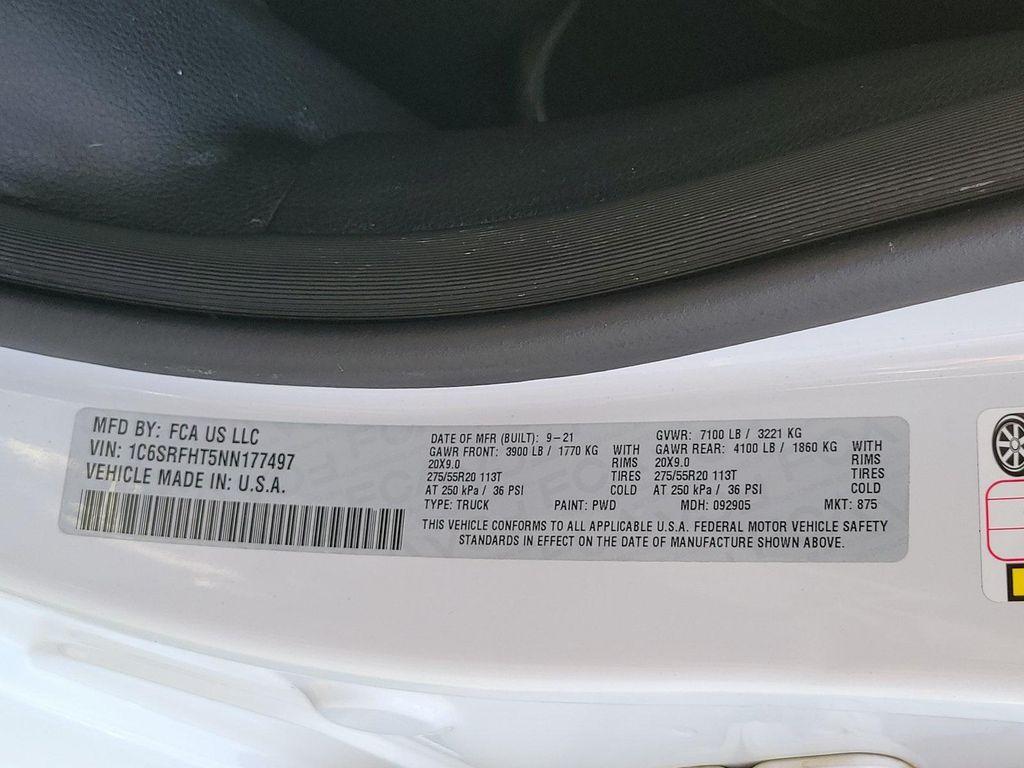 MFD BY: FCA US LLC
VIN: 1C6SRFHT5NN177497
VEHICLE MADE IN: U.S.A.
DATE OF MFR (BUILT): 9-21
GAWR FRONT: 3900 LB / 1770 KG WITH
20X9.0 RIMS
275/55R20 113T TIRES
AT 250 kPa / 36 PSI COLD
TYPE: TRUCK
GVWR: 7100 LB / 3221 KG
GAWR REAR: 4100 LB / 1860 KG WITH
20X9.0 RIMS
275/55R20 113T TIRES
AT 250 kPa / 36 PSI COLD
PAINT: PWD MDH: 092905 MKT: 875
THIS VEHICLE CONFORMS TO ALL APPLICABLE U.S.A. FEDERAL MOTOR VEHICLE SAFETY
STANDARDS IN EFFECT ON THE DATE OF MANUFACTURE SHOWN ABOVE.